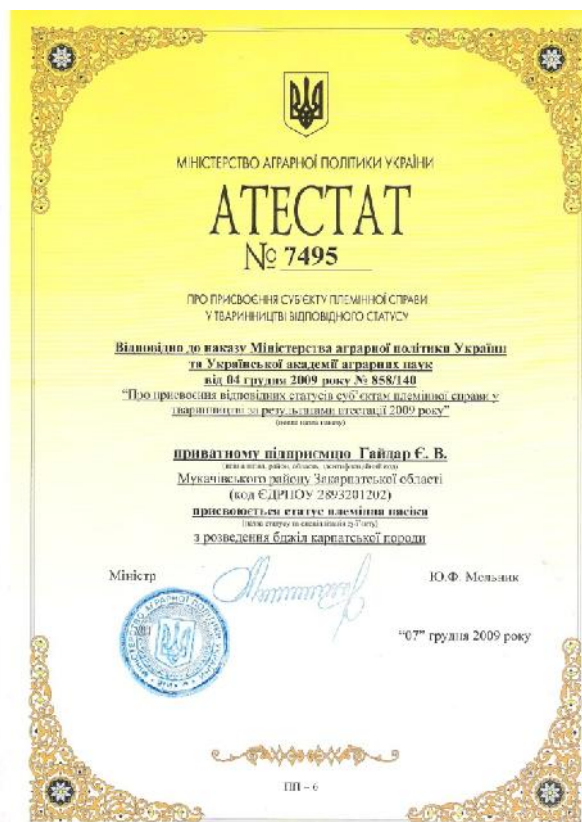 МІНІСТЕРСТВО АГРАРНОЇ ПОЛІТИКИ УКРАЇНИ
АТЕСТАТ
№ 7495
ПРО ПРИСВОЄННЯ СУБ'ЄКТУ ПЛЕМІННОЇ СПРАВИ
У ТВАРИННИЦТВІ ВІДПОВІДНОГО СТАТУСУ
Відповідно до наказу Міністерства аграрної політики України
та Української академії аграрних наук
від 04 грудня 2009 року № 858/140
"Про присвоєння відповідних статусів суб'єктам племінної справи у
тваринництві за результатами атестації 2009 року"
(повна назва наказу)
приватному підприємцю Гайдар Є. В.
Мукачівського району Закарпатської області
(код ЄДРПОУ 2893201202)
присвоюється статус племінна пасіка
з розведення бджіл карпатської породи
Міністр
Ю.Ф. Мельник
"07" грудня 2009 року
ПП – 6